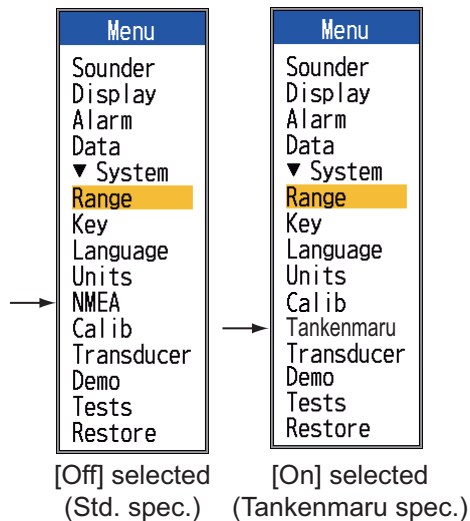 Menu
Sounder
Display
Alarm
Data
▼ System
Range
Key
Language
Units
NMEA
Calib
Transducer
Demo
Tests
Restore
[Off] selected
(Std. spec.)
Menu
Sounder
Display
Alarm
Data
▼ System
Range
Key
Language
Units
Calib
Tankenmaru
Transducer
Demo
Tests
Restore
[On] selected
(Tankenmaru spec.)